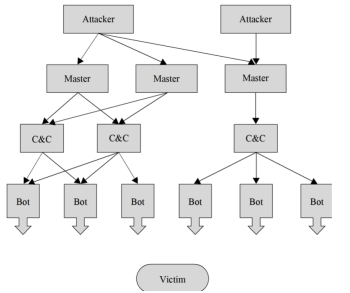 Attacker Attacker
Master Master Master
C&C C&C C&C
Bot Bot Bot Bot Bot Bot
Victim